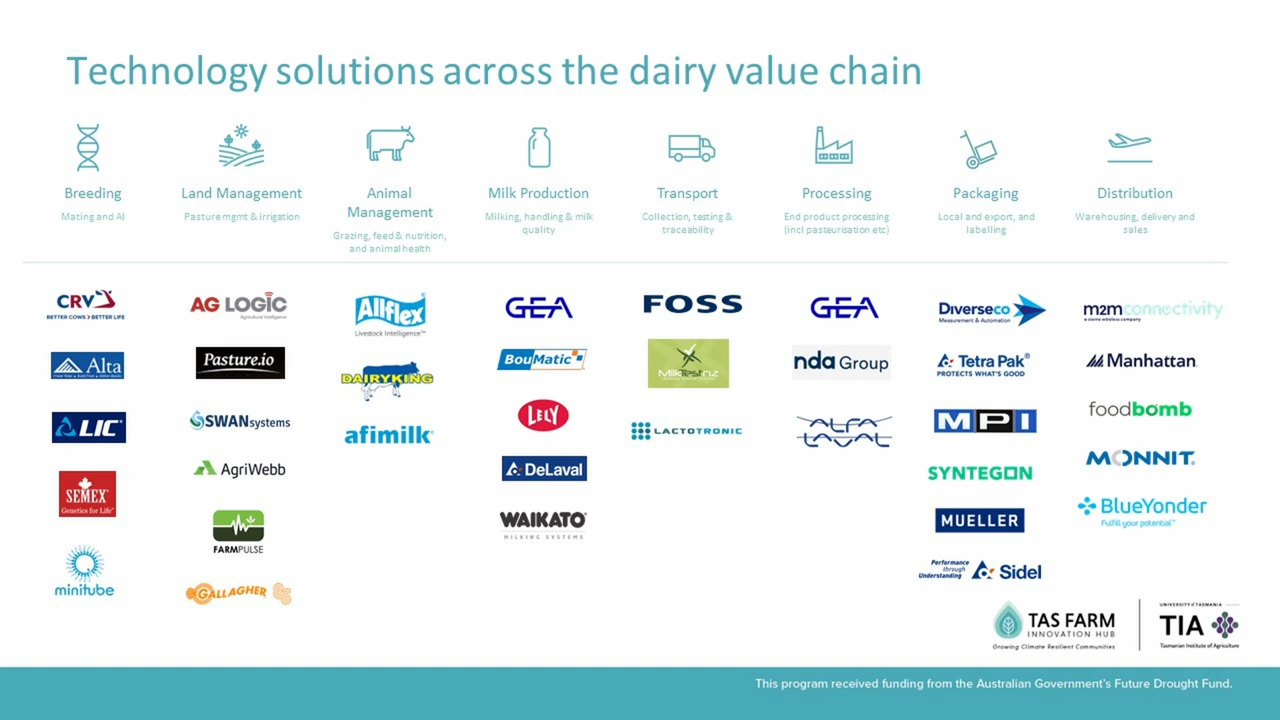 Technology solutions across the dairy value chain
Breeding
Mating and AI
Land Management
Pasture mgmt & irrigation
Animal
Management
Grazing, feed & nutrition,
and animal health
Milk Production
Milking, handling & milk
quality
Transport
Collection, testing &
traceability
Processing
End product processing
(incl pasteurisation etc)
Packaging
Local and export, and
labelling
Distribution
Warehousing, delivery and
sales
CRV
BETTER COWS > BETTER LIFE
Alta
LIC
SEMEX
Genetics for Life
minitube
AG LOGIC
Agricultural Intelligence
Pasture.io
SWANsystems
AgriWebb
FARMPULSE
GALLAGHER
Allflex
Livestock Intelligence™
DAIRYKING
afimilk
GEA
BouMatic
LELY
DeLaval
WAIKATO
MILKING SYSTEMS
FOSS
MilkTestnz
LACTOTRONIC
GEA
nda Group
ALFA
LAVAL
Diverseco
Measurement & Automation
Tetra Pak®
PROTECTS WHAT'S GOOD
MPI
SYNTEGON
MUELLER
Performance
through
Understanding
Sidel
m2mconnectivity
a sierra wireless company
Manhattan
foodbomb
MONNIT
BlueYonder
Fulfill your potential™
TAS FARM
INNOVATION HUB
Growing Climate Resilient Communities
UNIVERSITY of TASMANIA
TIA
Tasmanian Institute of Agriculture
This program received funding from the Australian Government's Future Drought Fund.